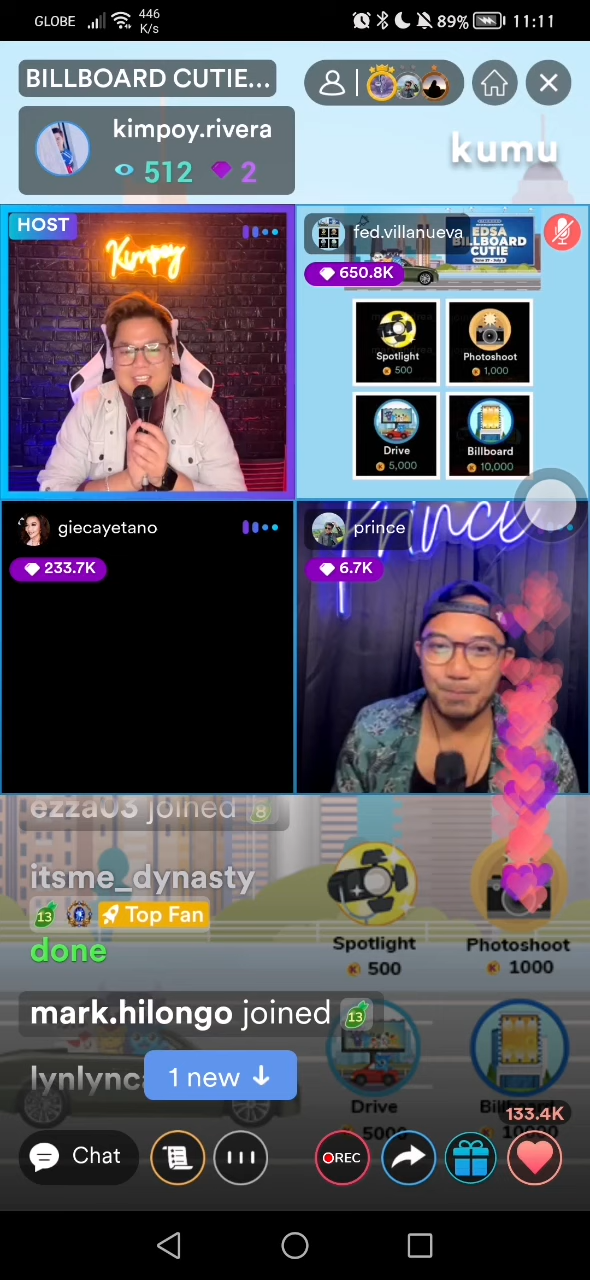 GLOBE
446
K/s
89%
11:11
BILLBOARD CUTIE...
kimpoy.rivera
512
2
kumu
HOST
Kimpoy
fed.villanueva
650.8K
EDSA
BILLBOARD
CUTIE
Spotlight
500
Photoshoot
1,000
Drive
5,000
Billboard
10,000
giecayetano
233.7K
Prince
prince
6.7K
ezza03 joined 8
itsme_dynasty
13
Top Fan
done
Spotlight
500
Photoshoot
1000
mark.hilongo joined 13
1 new ↓
Drive
133.4K
Chat
REC